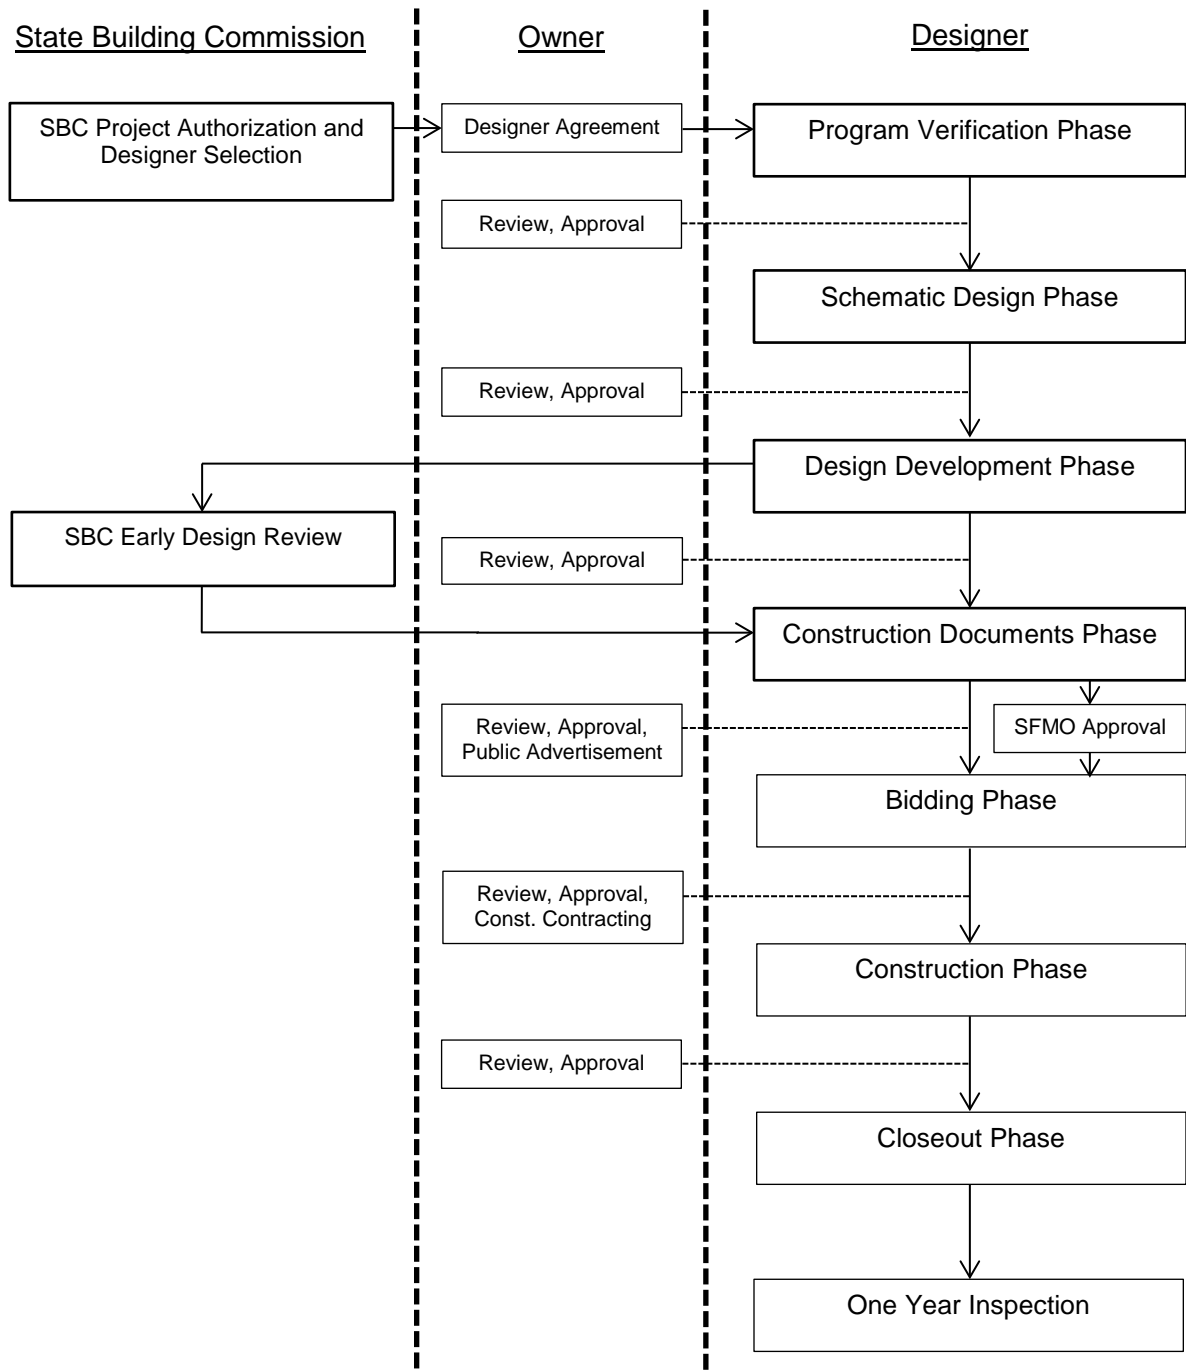 State Building Commission
Owner
Designer
SBC Project Authorization and
Designer Selection
Designer Agreement
Program Verification Phase
Review, Approval
Schematic Design Phase
Review, Approval
Design Development Phase
SBC Early Design Review
Review, Approval
Construction Documents Phase
Review, Approval,
Public Advertisement
SFMO Approval
Bidding Phase
Review, Approval,
Const. Contracting
Construction Phase
Review, Approval
Closeout Phase
One Year Inspection